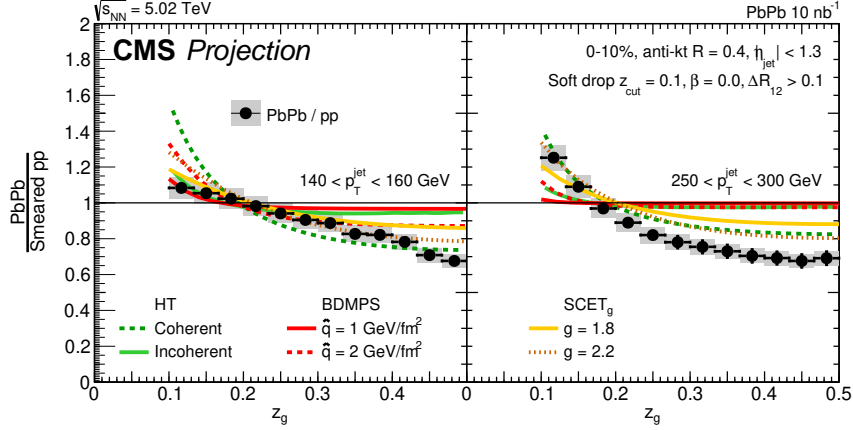 √s_NN = 5.02 TeV
PbPb 10 nb⁻¹
CMS Projection
PbPb / pp
140 < p_T^jet < 160 GeV
0-10%, anti-kt R = 0.4, |η_jet| < 1.3
Soft drop z_cut = 0.1, β = 0.0, ΔR_12 > 0.1
250 < p_T^jet < 300 GeV
PbPb
Smeared pp
2
1.8
1.6
1.4
1.2
1
0.8
0.6
0.4
0.2
0
HT
Coherent
Incoherent
BDMPS
q̂ = 1 GeV/fm²
q̂ = 2 GeV/fm²
SCET_g
g = 1.8
g = 2.2
0 0.1 0.2 0.3 0.4 0 0.1 0.2 0.3 0.4 0.5
z_g z_g